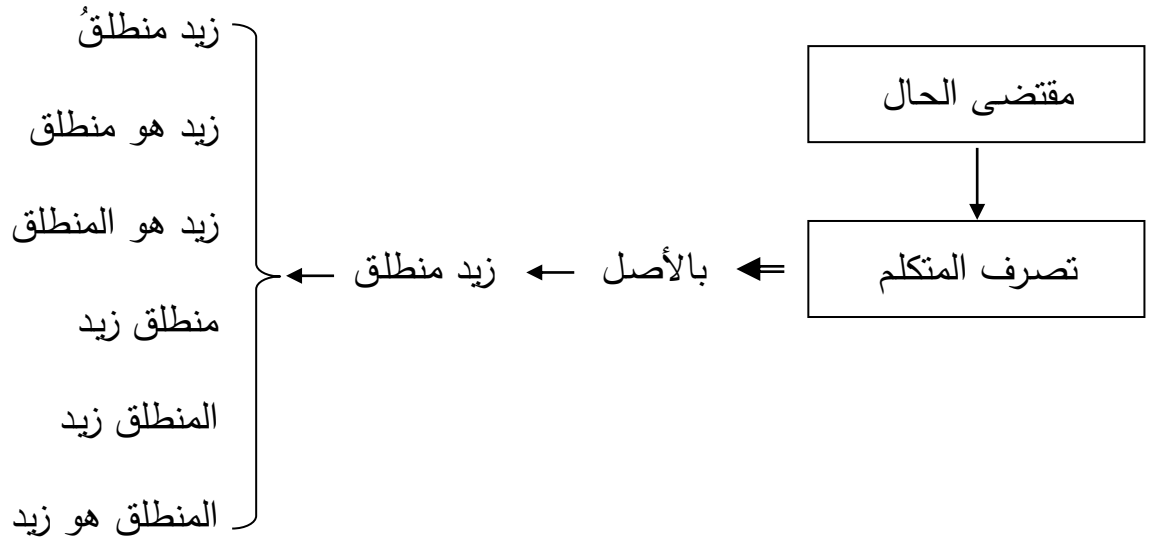 مقتضى الحال
تصرف المتكلم
بالأصل
زيد منطلق
زيد منطلقُ
زيد هو منطلق
زيد هو المنطلق
منطلق زيد
المنطلق زيد
المنطلق هو زيد